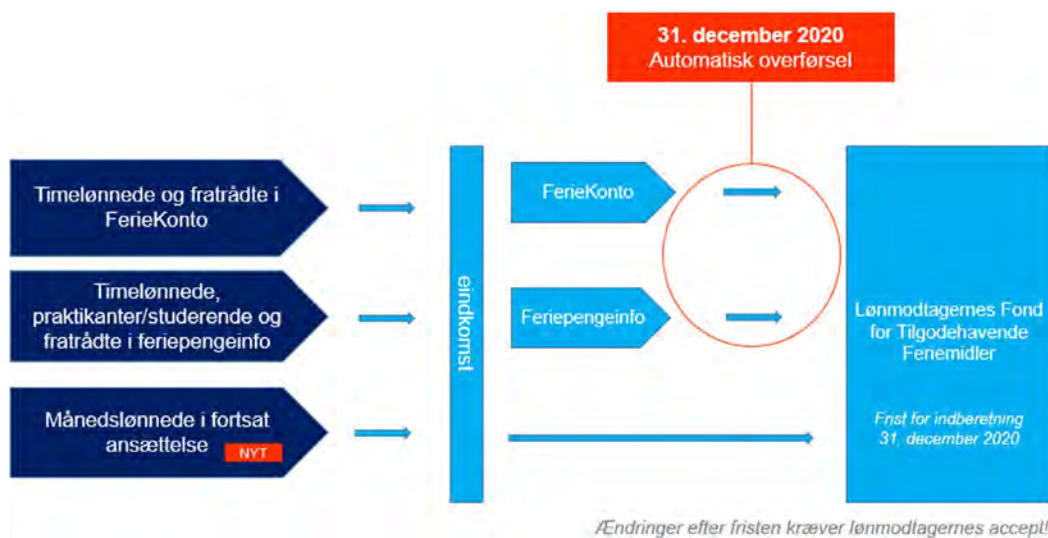 31. december 2020
Automatisk overførsel
Timelønnede og fratrådte i
FerieKonto
Timelønnede,
praktikanter/studerende og
fratrådte i feriepengeinfo
Månedslønnede i fortsat
ansættelse
NYT
eindkomst
FerieKonto
Feriepengeinfo
Lønmodtagernes Fond
for Tilgodehavende
Feriemidler
Frist for indberetning
31. december 2020
Ændringer efter fristen kræver lønmodtagernes accept!